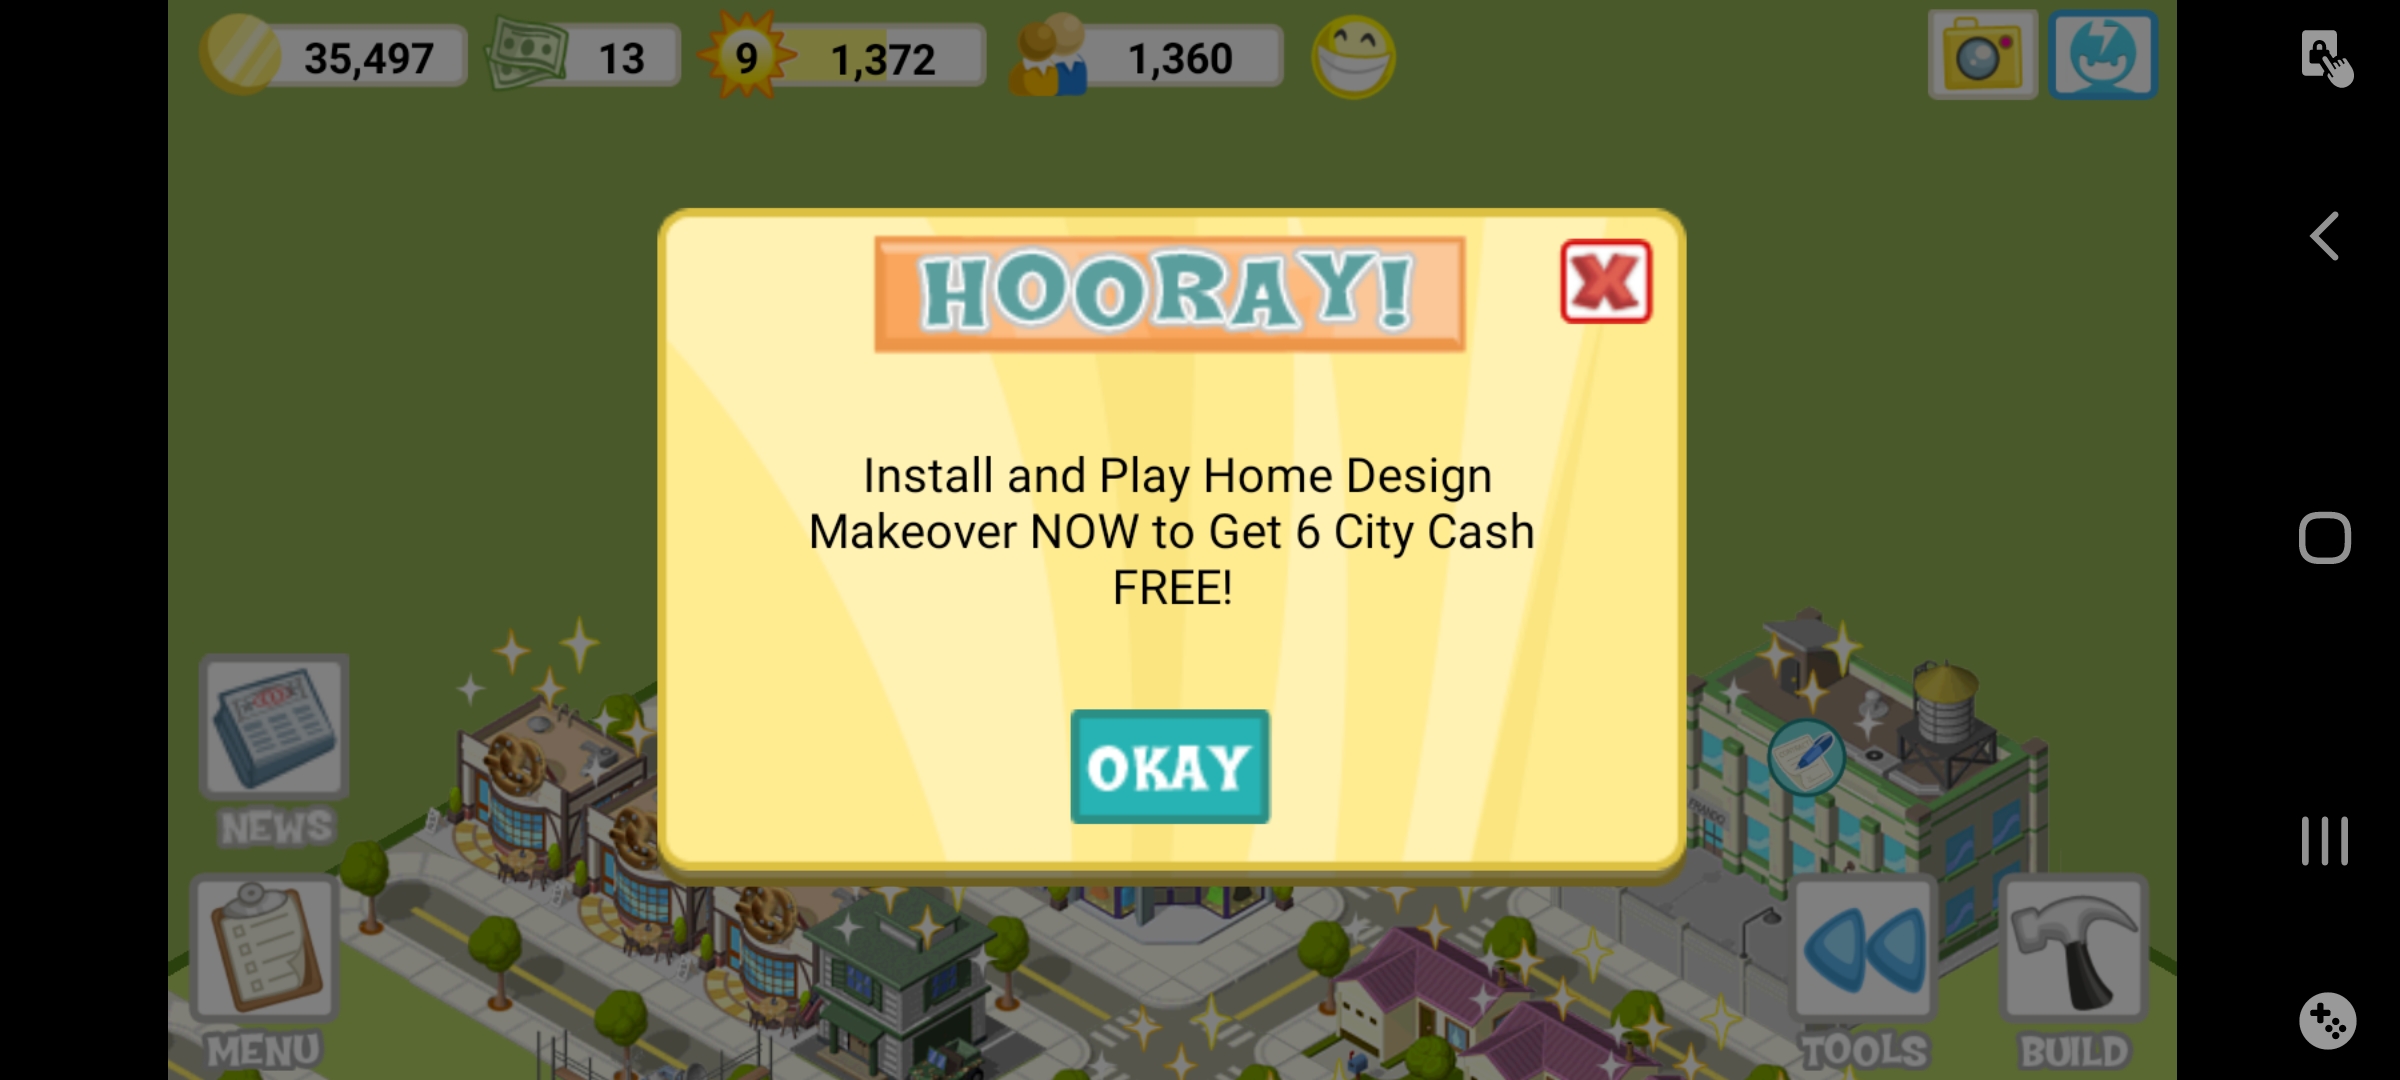 35,497
13
9
1,372
1,360
HOORAY!
Install and Play Home Design
Makeover NOW to Get 6 City Cash
FREE!
OKAY
NEWS
MENU
TOOLS
BUILD